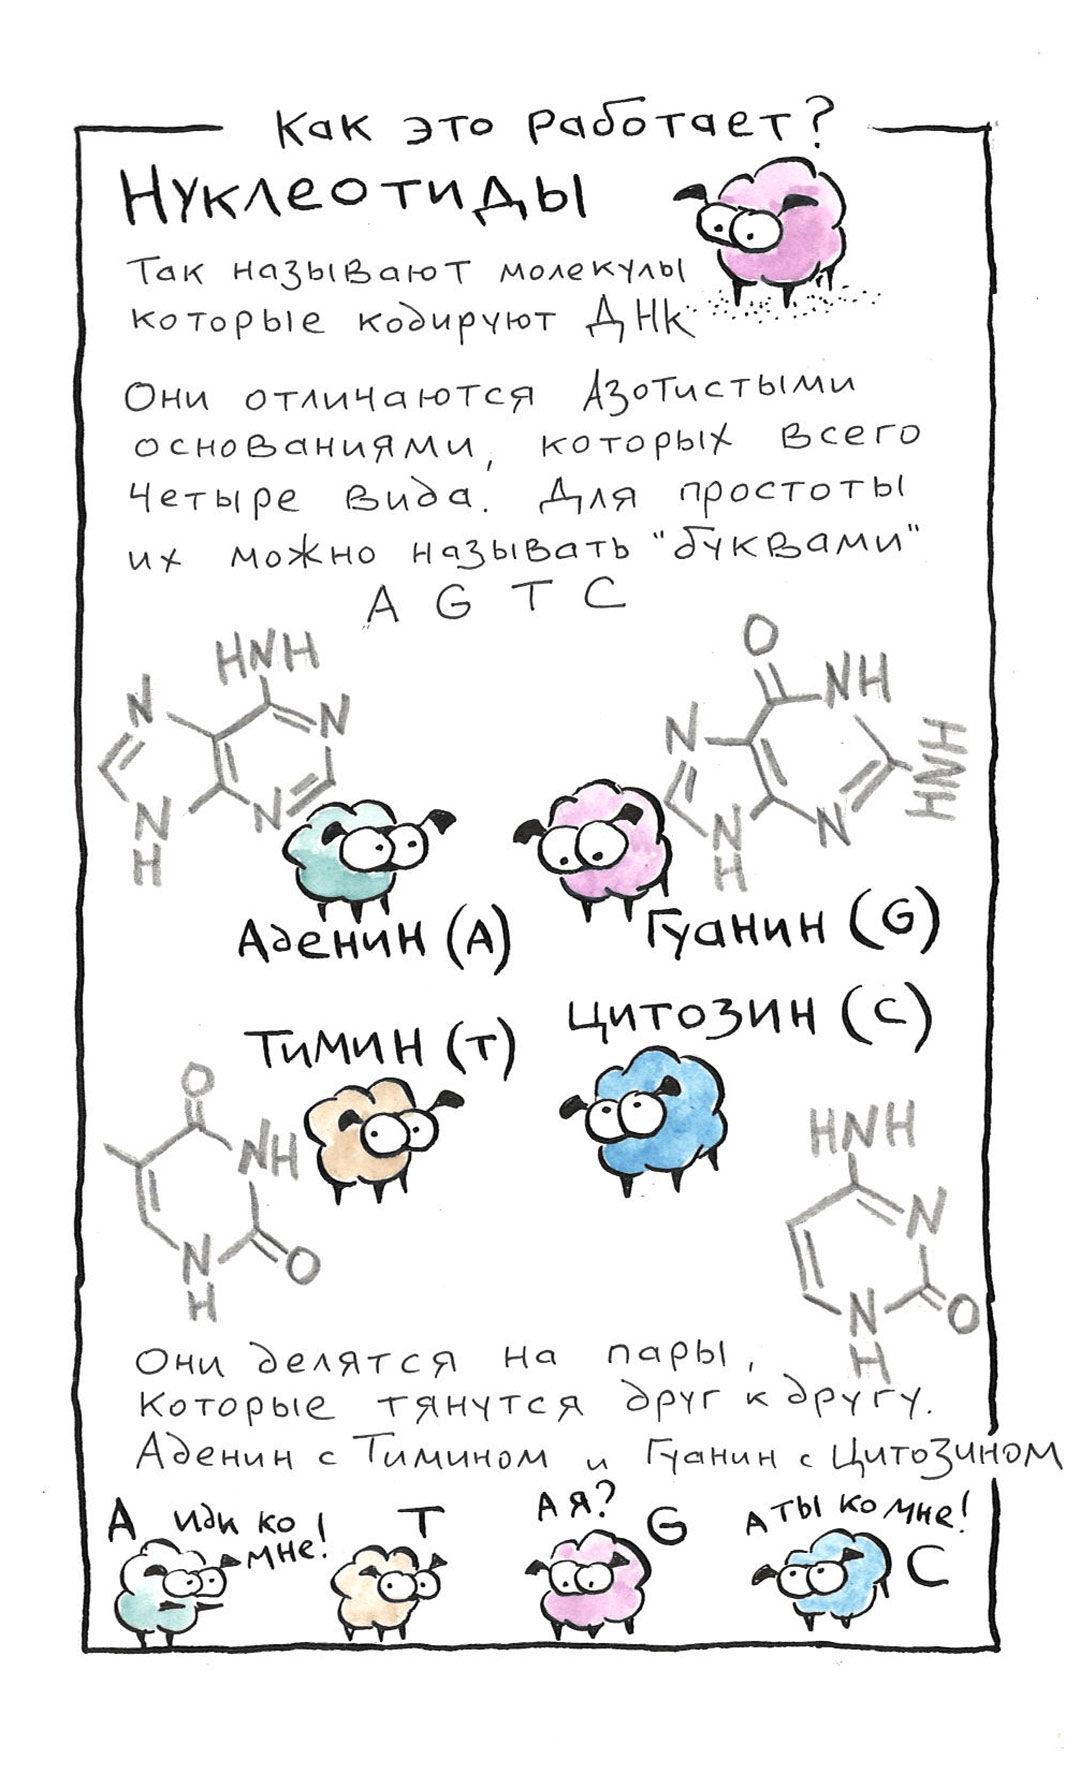 Как это работает?
Нуклеотиды
Так называют молекулы
которые кодируют ДНК
Они отличаются Азотистыми
основаниями, которых всего
четыре вида. Для простоты
их можно называть "буквами"
A G T C
HNH
N
N
N
N
H
O
NH
N
HNH
N
N
H
Аденин (A)
Гуанин (G)
Тимин (T)
Цитозин (C)
O
NH
N
H
O
HNH
N
N
H
O
Они делятся на пары,
которые тянутся друг к другу.
Аденин с Тимином и Гуанин с Цитозином
A
иди ко
мне!
T
А я?
G
А ты ко мне!
C